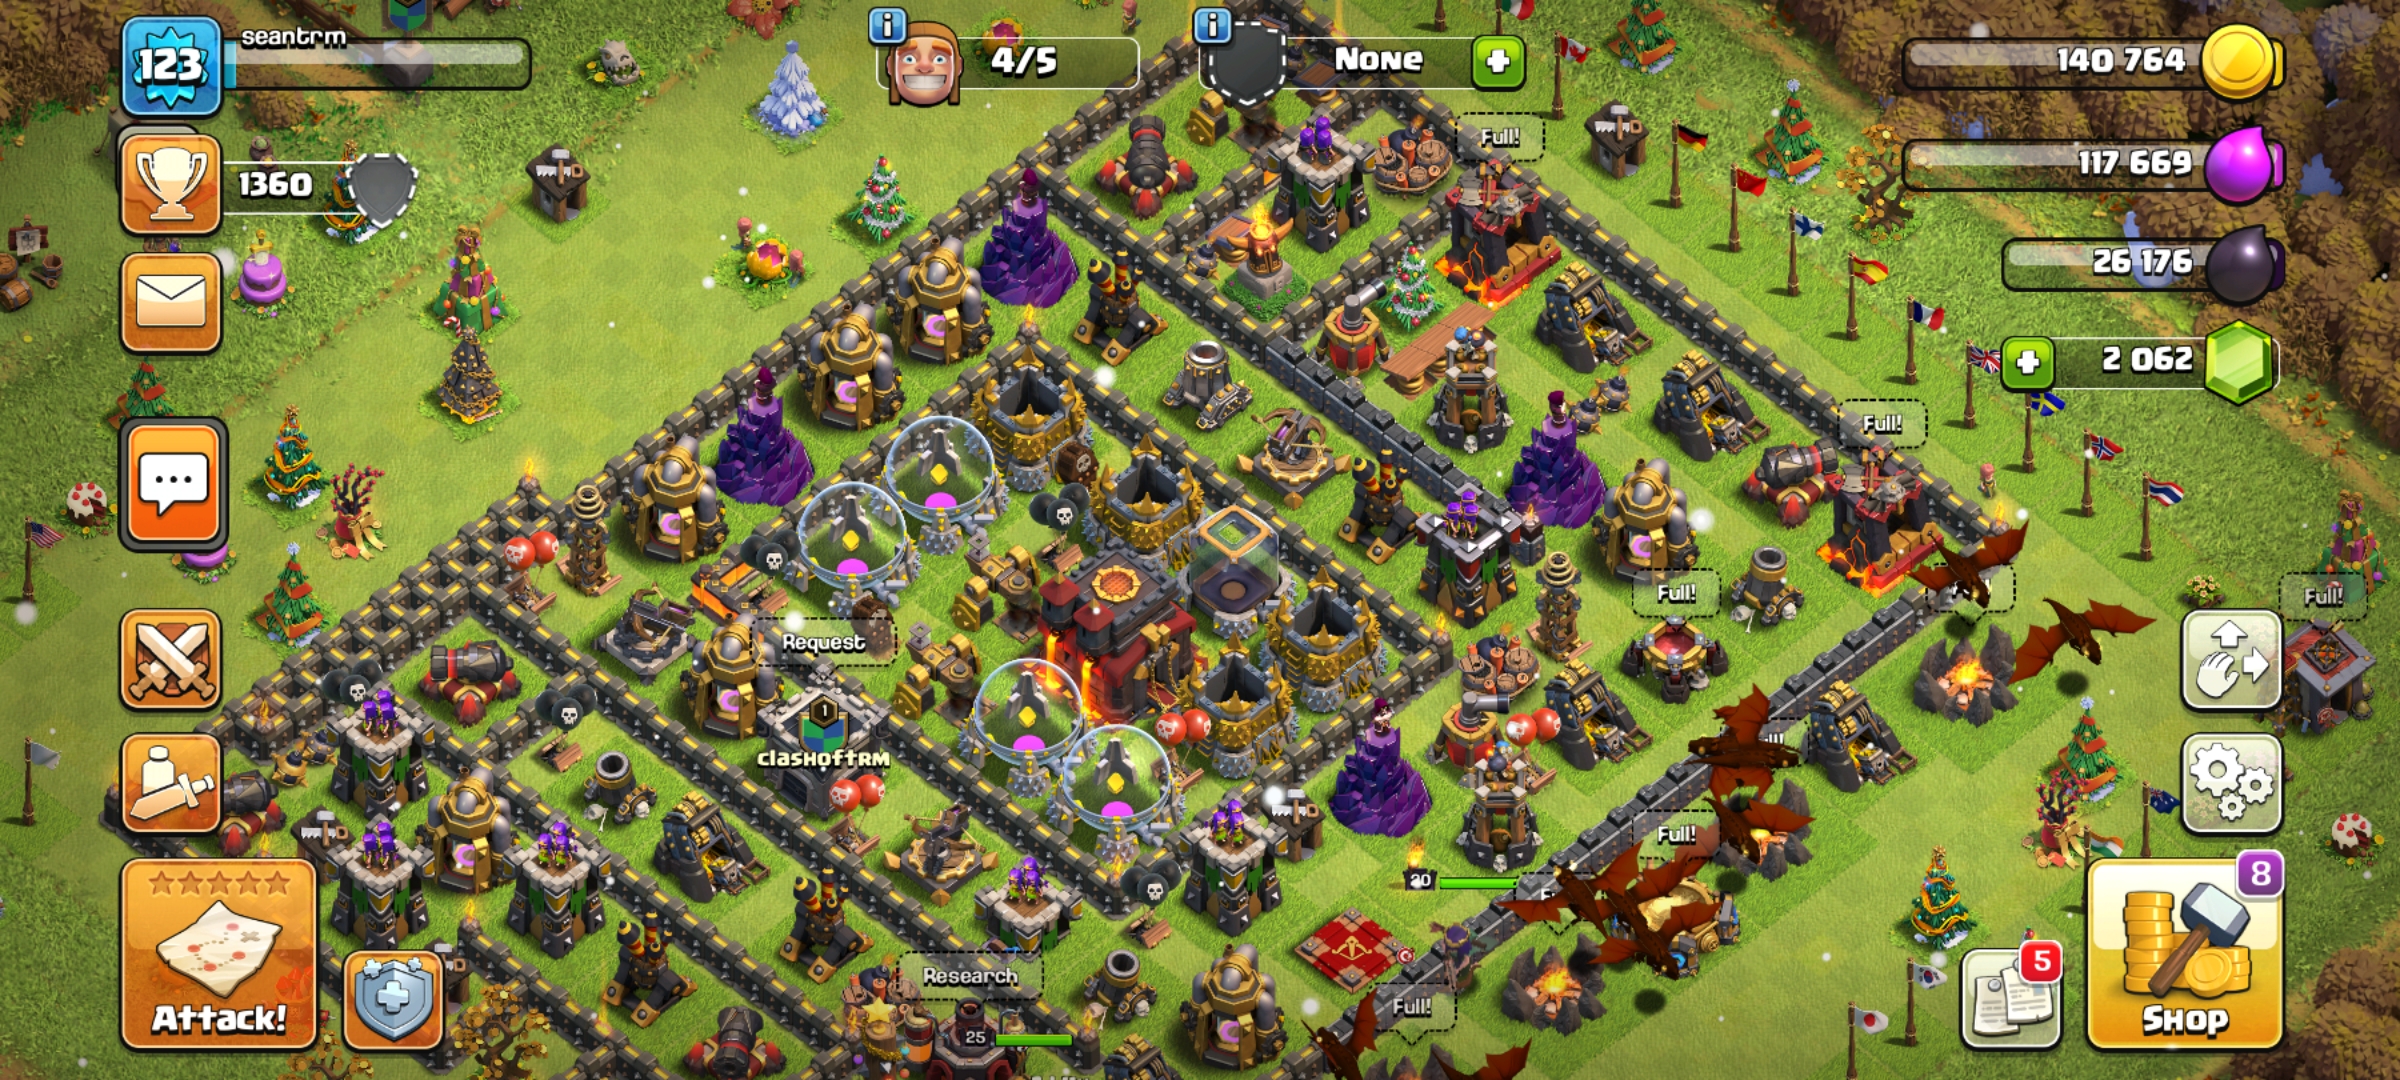 123
seantrm
4/5
None
140 764
1360
Full!
117 669
26 176
2 062
Full!
Full!
Full!
Request
1
clashoftrm
Full!
20
8
Research
5
Attack!
Full!
25
Shop